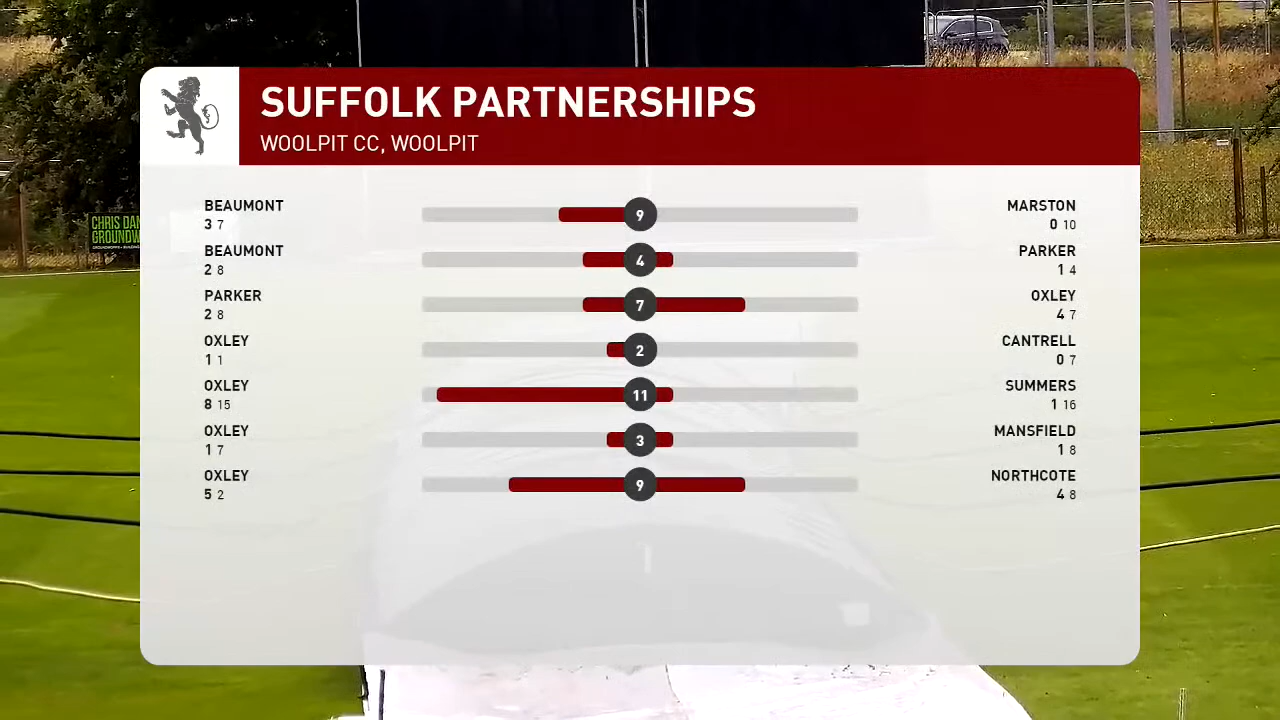 SUFFOLK PARTNERSHIPS
WOOLPIT CC, WOOLPIT
BEAUMONT 9 MARSTON
3 7 0 10
BEAUMONT 4 PARKER
2 8 1 4
PARKER 7 OXLEY
2 8 4 7
OXLEY 2 CANTRELL
1 1 0 7
OXLEY 11 SUMMERS
8 15 1 16
OXLEY 3 MANSFIELD
1 7 1 8
OXLEY 9 NORTHCOTE
5 2 4 8
CHRIS DAN
GROUNDW